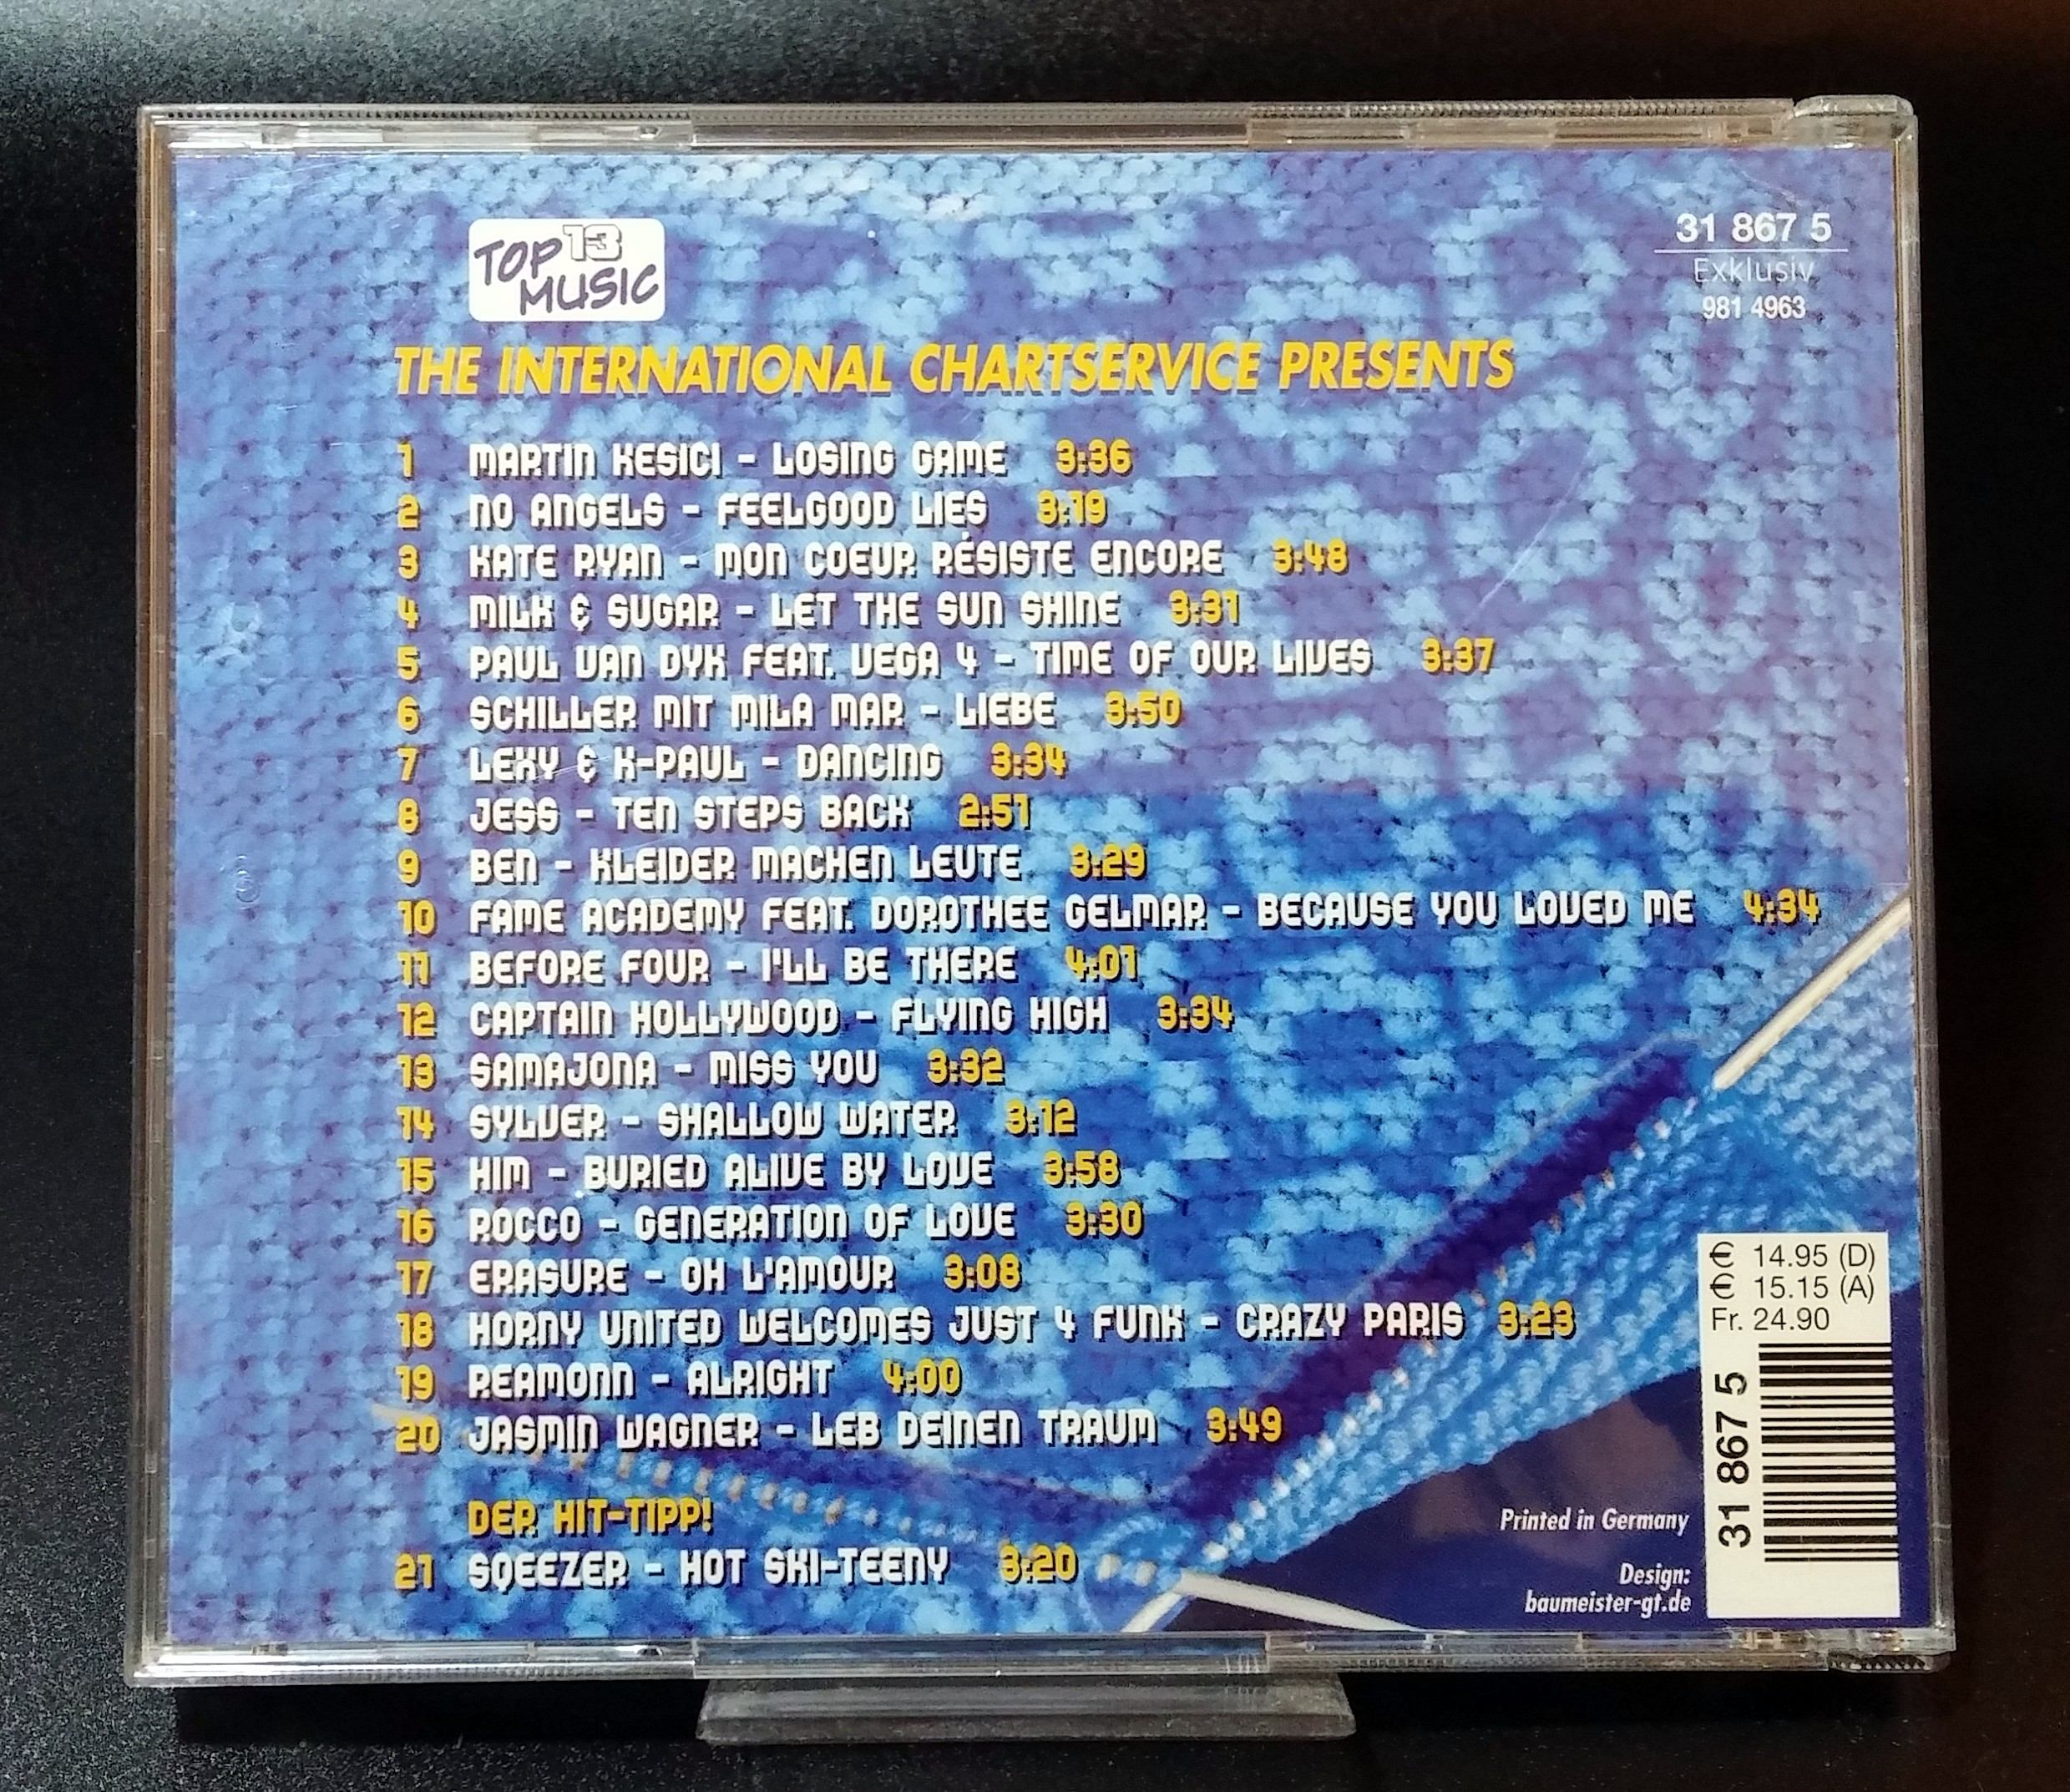 TOP 13
MUSIC
31 867 5
Exklusiv
981 4963
THE INTERNATIONAL CHARTSERVICE PRESENTS
1 MARTIN KESICI - LOSING GAME 3:36
2 NO ANGELS - FEELGOOD LIES 3:19
3 KATE RYAN - MON COEUR RÉSISTE ENCORE 3:48
4 MILK & SUGAR - LET THE SUN SHINE 3:31
5 PAUL VAN DYK FEAT. VEGA 4 - TIME OF OUR LIVES 3:37
6 SCHILLER MIT MILA MAR - LIEBE 3:50
7 LEXY & K-PAUL - DANCING 3:34
8 JESS - TEN STEPS BACK 2:51
9 BEN - KLEIDER MACHEN LEUTE 3:29
10 FAME ACADEMY FEAT. DOROTHEE GELMAR - BECAUSE YOU LOVED ME 4:34
11 BEFORE FOUR - I'LL BE THERE 4:01
12 CAPTAIN HOLLYWOOD - FLYING HIGH 3:34
13 SAMAJONA - MISS YOU 3:32
14 SYLVER - SHALLOW WATER 3:12
15 HIM - BURIED ALIVE BY LOVE 3:58
16 ROCCO - GENERATION OF LOVE 3:30
17 ERASURE - OH L'AMOUR 3:08
18 HORNY UNITED WELCOMES JUST 4 FUNK - CRAZY PARIS 3:23
19 REAMONN - ALRIGHT 4:00
20 JASMIN WAGNER - LEB DEINEN TRAUM 3:49
DER HIT-TIPP!
21 SQEEZER - HOT SKI-TEENY 3:20
€ 14.95 (D)
€ 15.15 (A)
Fr. 24.90
31 867 5
Printed in Germany
Design:
baumeister-gt.de